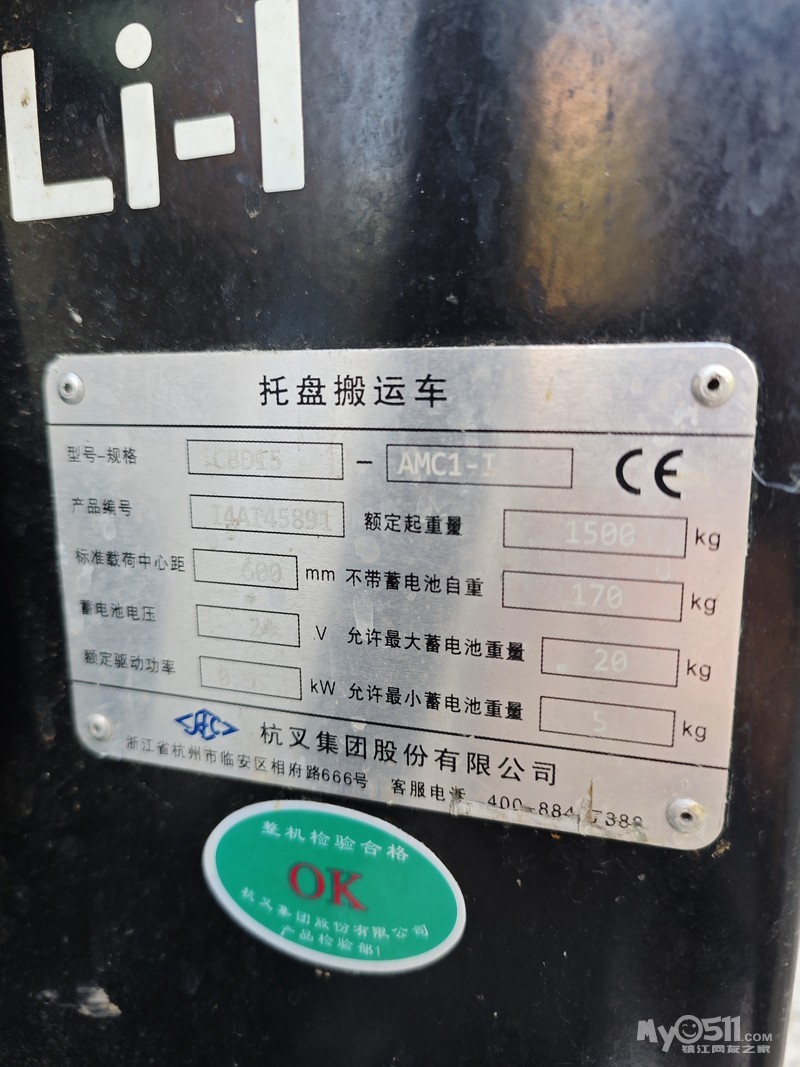 Li-I
托盘搬运车
型号-规格 CBD15 - AMC1-I CE
产品编号 I4AI45891 额定起重量 1500 kg
标准载荷中心距 600 mm 不带蓄电池自重 170 kg
蓄电池电压 24 V 允许最大蓄电池重量 20 kg
额定驱动功率 kW 允许最小蓄电池重量 5 kg
杭叉集团股份有限公司
浙江省杭州市临安区相府路666号 客服电话 400-884-7388
整机检验合格
OK
杭叉集团股份有限公司
产品检验部1
My0511.COM
镇江网友之家